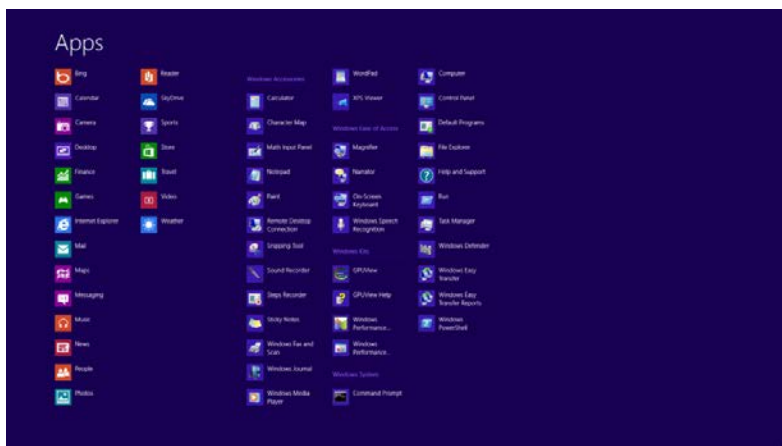 Apps
Bing
Calendar
Camera
Desktop
Finance
Games
Internet Explorer
Mail
Maps
Messaging
Music
News
People
Photos
Reader
SkyDrive
Sports
Store
Travel
Video
Weather
Windows Accessories
Calculator
Character Map
Math Input Panel
Notepad
Paint
Remote Desktop
Connection
Snipping Tool
Sound Recorder
Steps Recorder
Sticky Notes
Windows Fax and
Scan
Windows Journal
Windows Media
Player
WordPad
XPS Viewer
Windows Ease of Access
Magnifier
Narrator
On-Screen
Keyboard
Windows Speech
Recognition
Windows Kits
GPUView
GPUView Help
Windows
Performance...
Windows
Performance...
Windows System
Command Prompt
Computer
Control Panel
Default Programs
File Explorer
Help and Support
Run
Task Manager
Windows Defender
Windows Easy
Transfer
Windows Easy
Transfer Reports
Windows
PowerShell